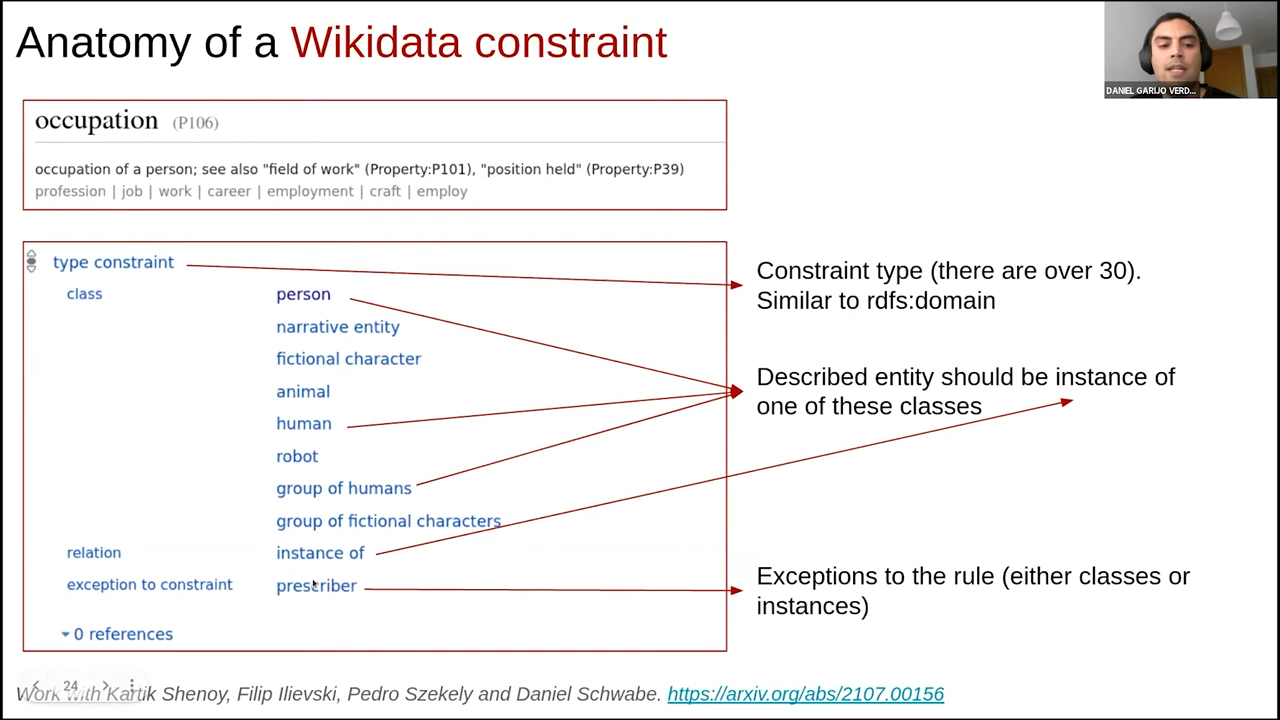 Anatomy of a Wikidata constraint
DANIEL GARIJO VERD...
occupation (P106)
occupation of a person; see also "field of work" (Property:P101), "position held" (Property:P39)
profession | job | work | career | employment | craft | employ
type constraint
Constraint type (there are over 30).
Similar to rdfs:domain
class person
narrative entity
fictional character
animal
human
robot
group of humans
group of fictional characters
Described entity should be instance of
one of these classes
relation instance of
exception to constraint prescriber
Exceptions to the rule (either classes or
instances)
0 references
24
Work with Kartik Shenoy, Filip Ilievski, Pedro Szekely and Daniel Schwabe. https://arxiv.org/abs/2107.00156